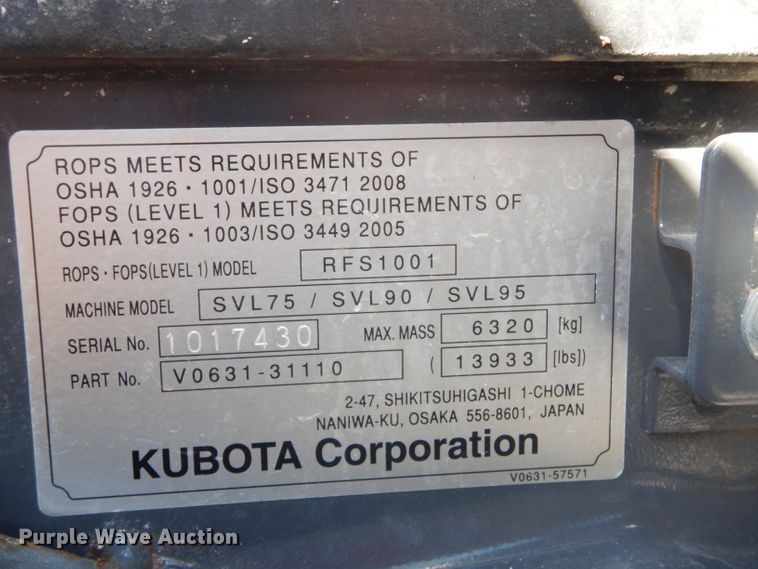 ROPS MEETS REQUIREMENTS OF
OSHA 1926・1001/ISO 3471 2008
FOPS (LEVEL 1) MEETS REQUIREMENTS OF
OSHA 1926・1003/ISO 3449 2005
ROPS・FOPS(LEVEL 1) MODEL RFS1001
MACHINE MODEL SVL75 / SVL90 / SVL95
SERIAL No. 1017430 MAX. MASS 6320 [kg]
PART No. V0631-31110 ( 13933 [lbs])
2-47, SHIKITSUHIGASHI 1-CHOME
NANIWA-KU, OSAKA 556-8601, JAPAN
KUBOTA Corporation
V0631-57571
Purple Wave Auction